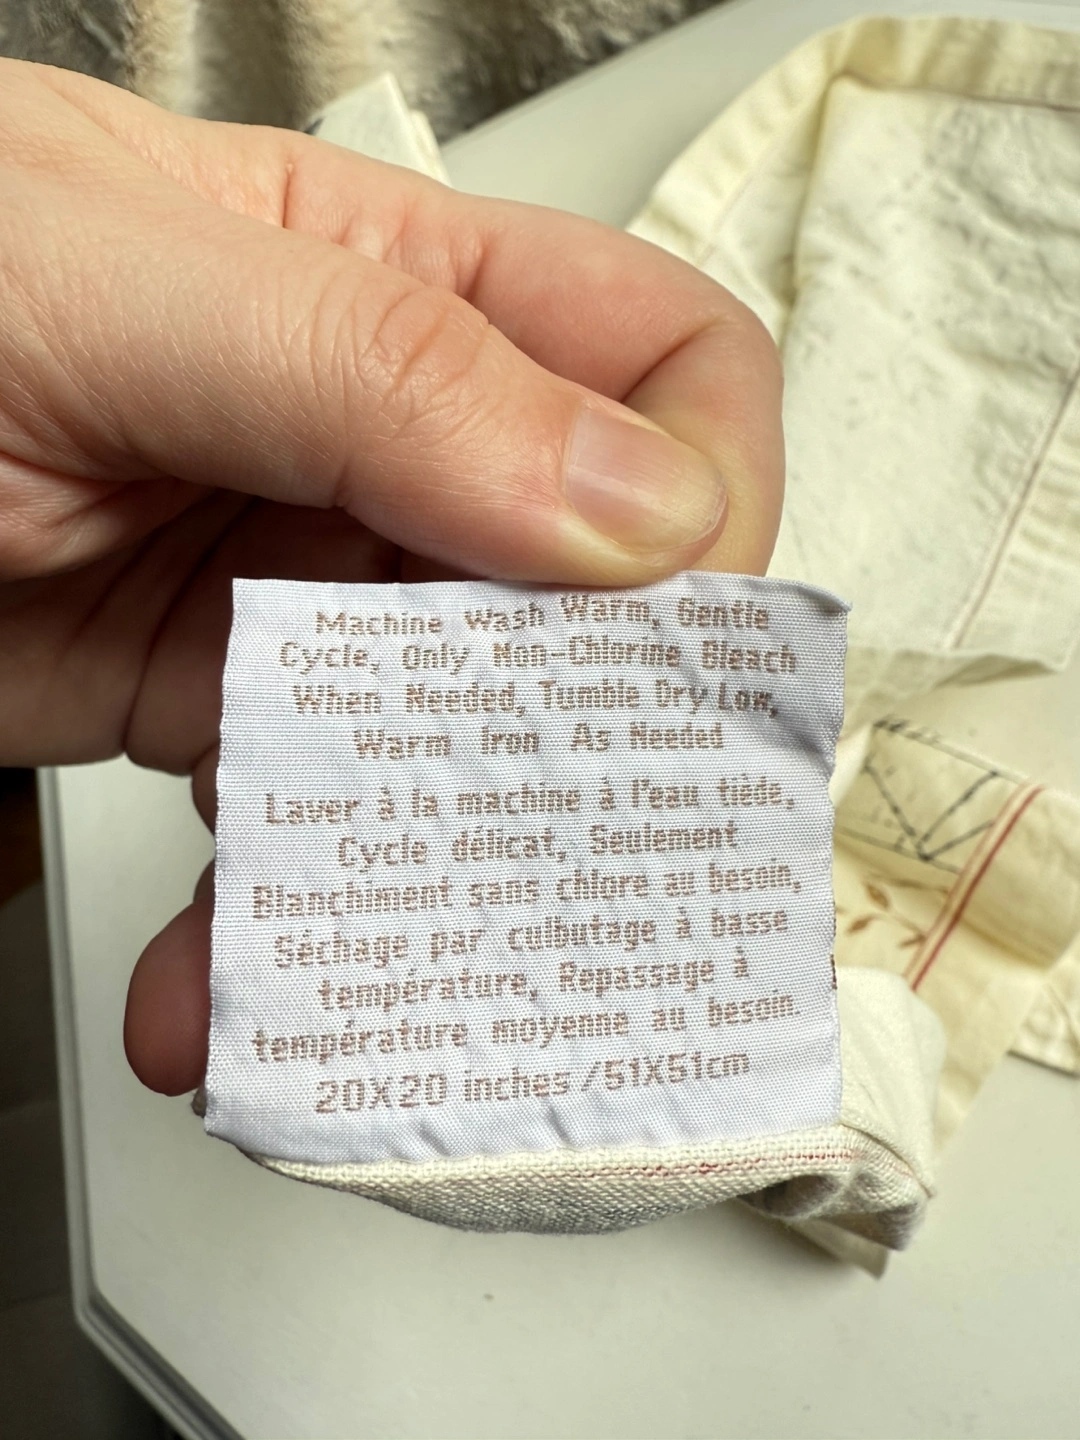 Machine Wash Warm, Gentle
Cycle, Only Non-Chlorine Bleach
When Needed, Tumble Dry Low,
Warm Iron As Needed
Laver à la machine à l'eau tiède,
Cycle délicat, Seulement
Blanchiment sans chlore au besoin,
Séchage par culbutage à basse
température, Repassage à
température moyenne au besoin.
20X20 inches/51X51cm